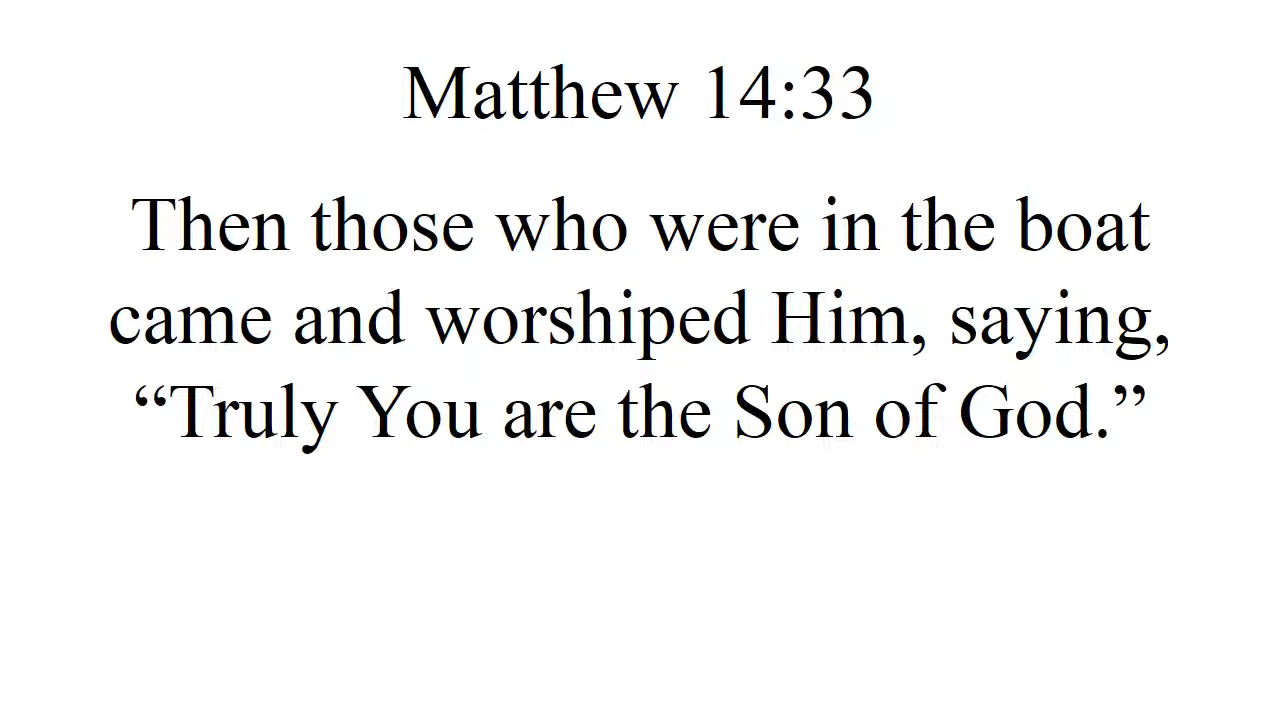 Matthew 14:33
Then those who were in the boat
came and worshiped Him, saying,
“Truly You are the Son of God.”